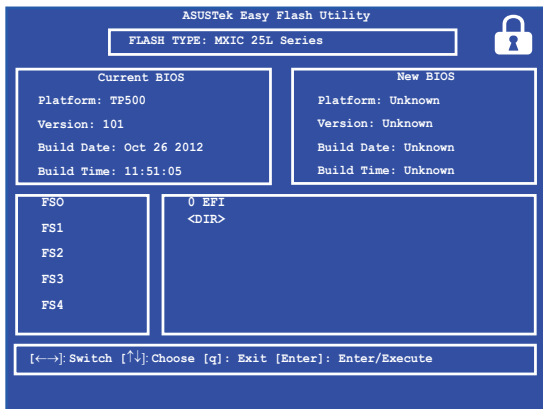 ASUSTek Easy Flash Utility
FLASH TYPE: MXIC 25L Series
Current BIOS
Platform: TP500
Version: 101
Build Date: Oct 26 2012
Build Time: 11:51:05
New BIOS
Platform: Unknown
Version: Unknown
Build Date: Unknown
Build Time: Unknown
FSO
FS1
FS2
FS3
FS4
0 EFI
<DIR>
[←→]: Switch [↑↓]: Choose [q]: Exit [Enter]: Enter/Execute